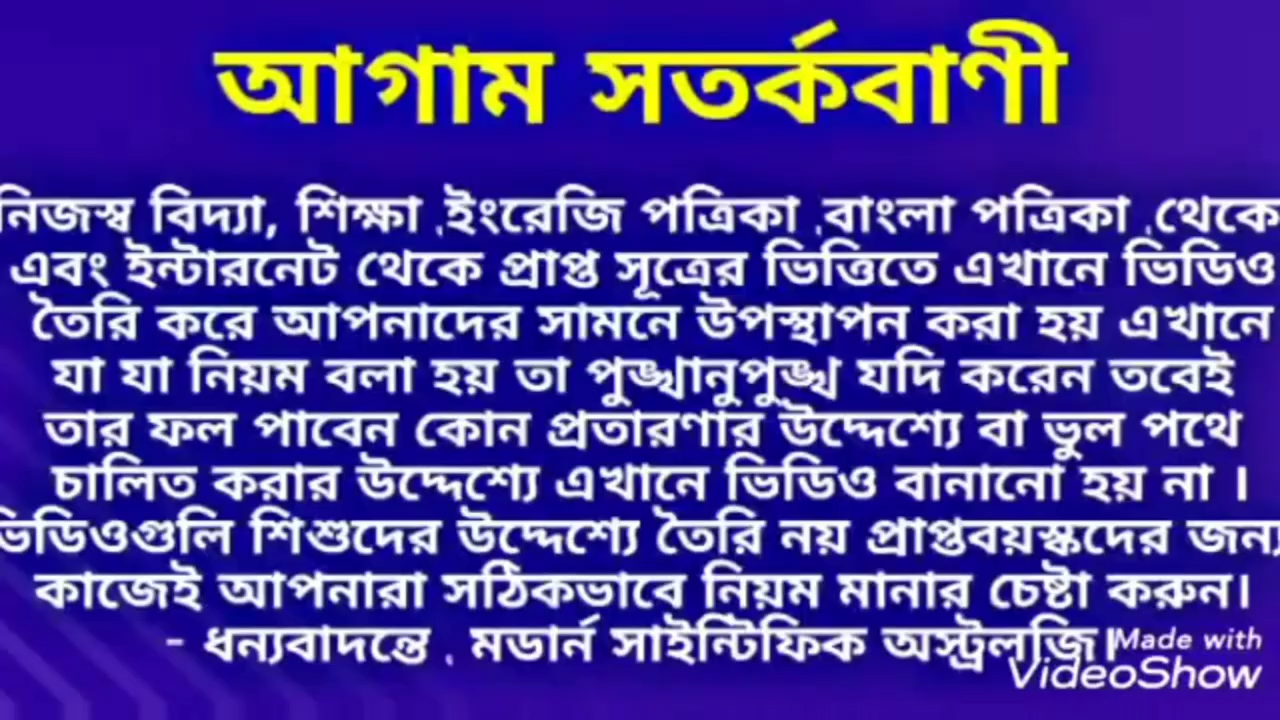 আগাম সতর্কবাণী
নিজস্ব বিদ্যা, শিক্ষা ,ইংরেজি পত্রিকা ,বাংলা পত্রিকা ,থেকে
এবং ইন্টারনেট থেকে প্রাপ্ত সূত্রের ভিত্তিতে এখানে ভিডিও
তৈরি করে আপনাদের সামনে উপস্থাপন করা হয় এখানে
যা যা নিয়ম বলা হয় তা পুঙ্খানুপুঙ্খ যদি করেন তবেই
তার ফল পাবেন কোন প্রতারণার উদ্দেশ্যে বা ভুল পথে
চালিত করার উদ্দেশ্যে এখানে ভিডিও বানানো হয় না ।
ভিডিওগুলি শিশুদের উদ্দেশ্যে তৈরি নয় প্রাপ্তবয়স্কদের জন্য
কাজেই আপনারা সঠিকভাবে নিয়ম মানার চেষ্টা করুন।
- ধন্যবাদন্তে , মডার্ন সাইন্টিফিক অস্ট্রলজি।
Made with
VideoShow